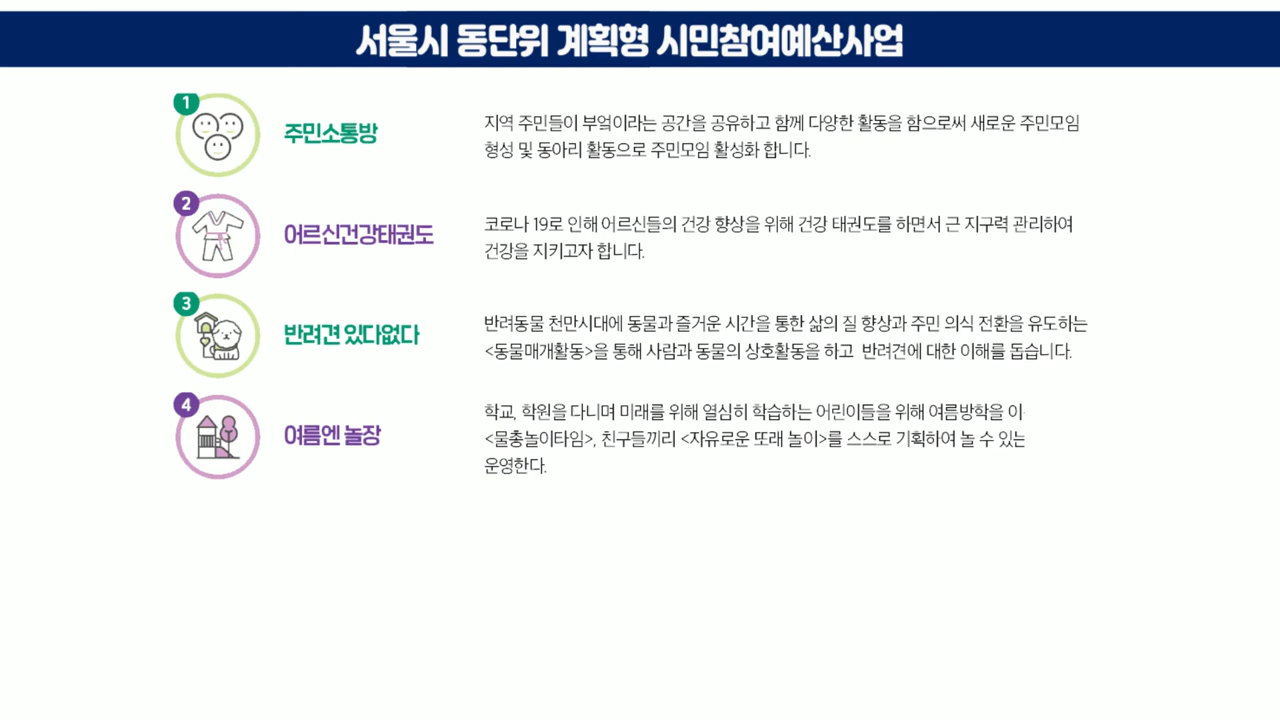 서울시 동단위 계획형 시민참여예산사업
1
주민소통방
지역 주민들이 부엌이라는 공간을 공유하고 함께 다양한 활동을 함으로써 새로운 주민모임
형성 및 동아리 활동으로 주민모임 활성화 합니다.
2
어르신건강태권도
코로나 19로 인해 어르신들의 건강 향상을 위해 건강 태권도를 하면서 근 지구력 관리하여
건강을 지키고자 합니다.
3
반려견 있다없다
반려동물 천만시대에 동물과 즐거운 시간을 통한 삶의 질 향상과 주민 의식 전환을 유도하는
<동물매개활동>을 통해 사람과 동물의 상호활동을 하고 반려견에 대한 이해를 돕습니다.
4
여름엔 놀장
학교, 학원을 다니며 미래를 위해 열심히 학습하는 어린이들을 위해 여름방학을 이
<물총놀이타임>, 친구들끼리 <자유로운 또래 놀이>를 스스로 기획하여 놀 수 있는
운영한다.